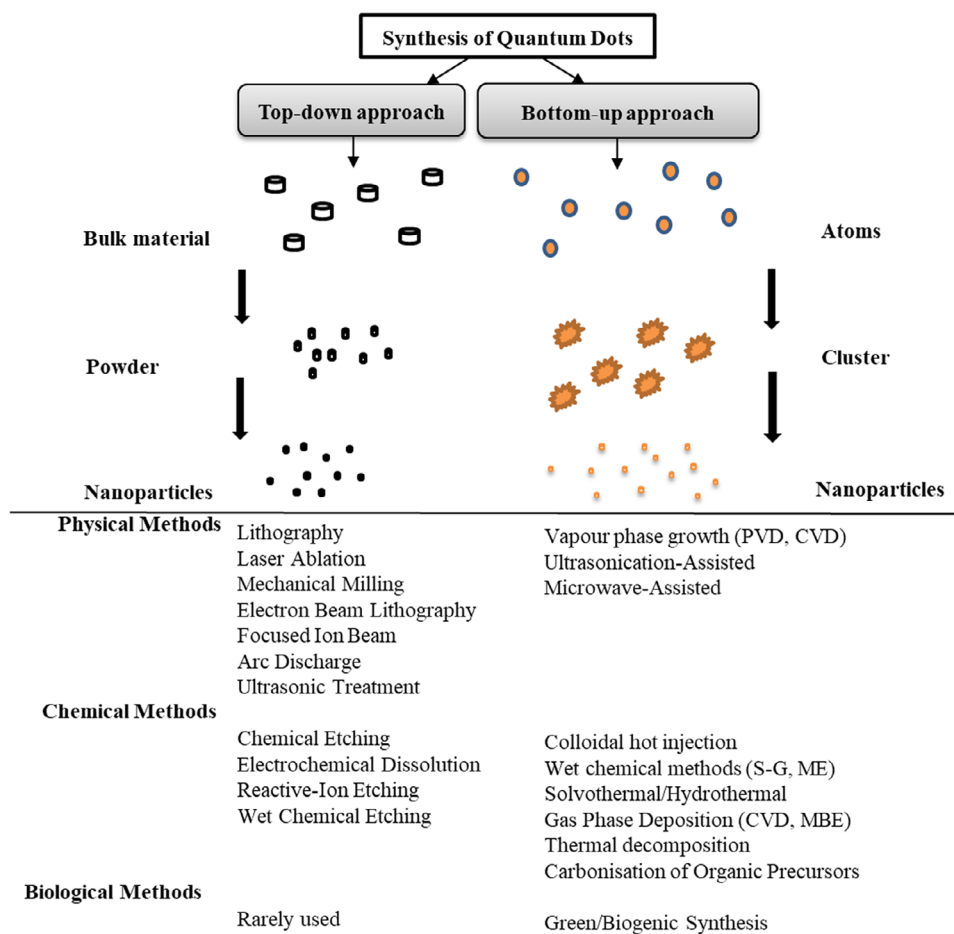 Synthesis of Quantum Dots
Top-down approach
Bottom-up approach
Bulk material
Atoms
Powder
Cluster
Nanoparticles
Nanoparticles
Physical Methods
Lithography
Laser Ablation
Mechanical Milling
Electron Beam Lithography
Focused Ion Beam
Arc Discharge
Ultrasonic Treatment
Vapour phase growth (PVD, CVD)
Ultrasonication-Assisted
Microwave-Assisted
Chemical Methods
Chemical Etching
Electrochemical Dissolution
Reactive-Ion Etching
Wet Chemical Etching
Colloidal hot injection
Wet chemical methods (S-G, ME)
Solvothermal/Hydrothermal
Gas Phase Deposition (CVD, MBE)
Thermal decomposition
Carbonisation of Organic Precursors
Biological Methods
Rarely used
Green/Biogenic Synthesis